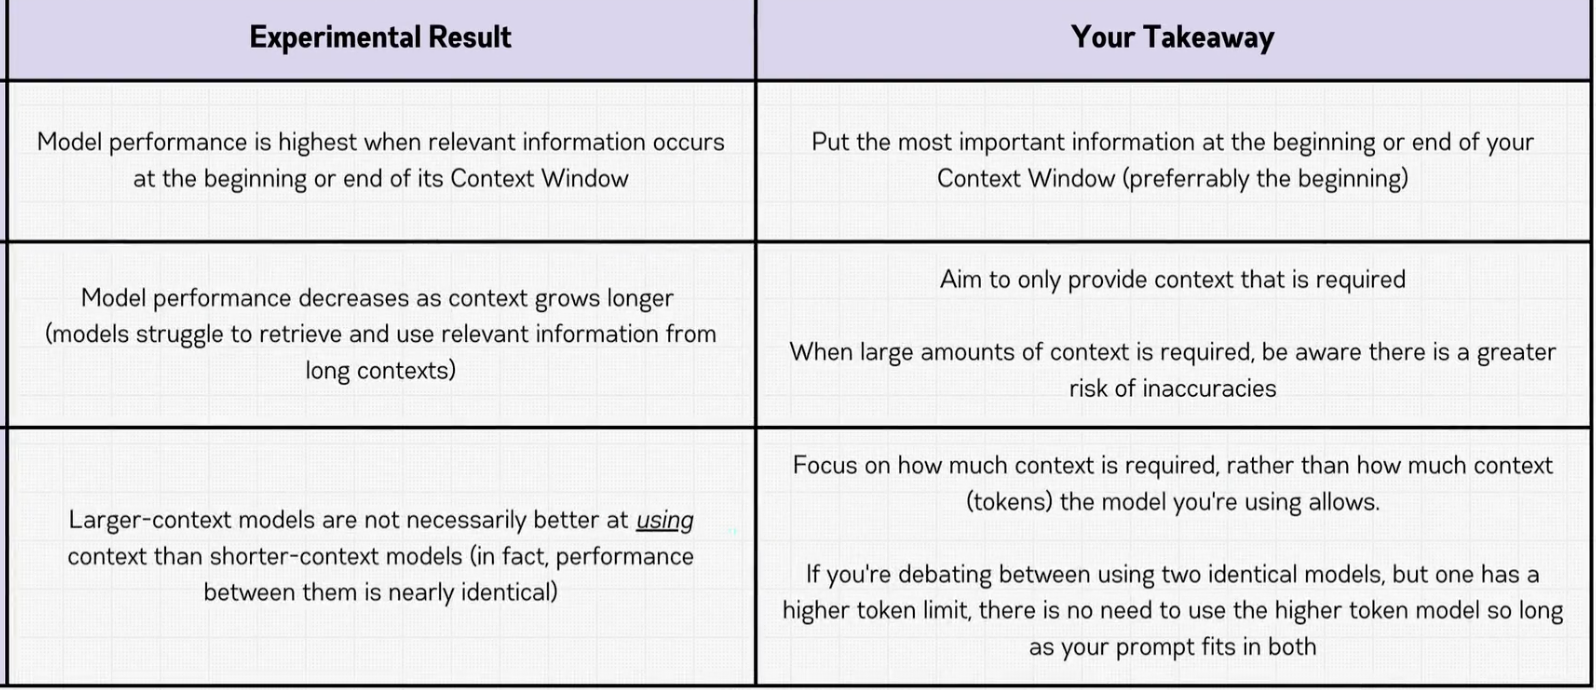 Experimental Result
Your Takeaway
Model performance is highest when relevant information occurs
at the beginning or end of its Context Window
Put the most important information at the beginning or end of your
Context Window (preferrably the beginning)
Model performance decreases as context grows longer
(models struggle to retrieve and use relevant information from
long contexts)
Aim to only provide context that is required
When large amounts of context is required, be aware there is a greater
risk of inaccuracies
Larger-context models are not necessarily better at using
context than shorter-context models (in fact, performance
between them is nearly identical)
Focus on how much context is required, rather than how much context
(tokens) the model you're using allows.
If you're debating between using two identical models, but one has a
higher token limit, there is no need to use the higher token model so long
as your prompt fits in both